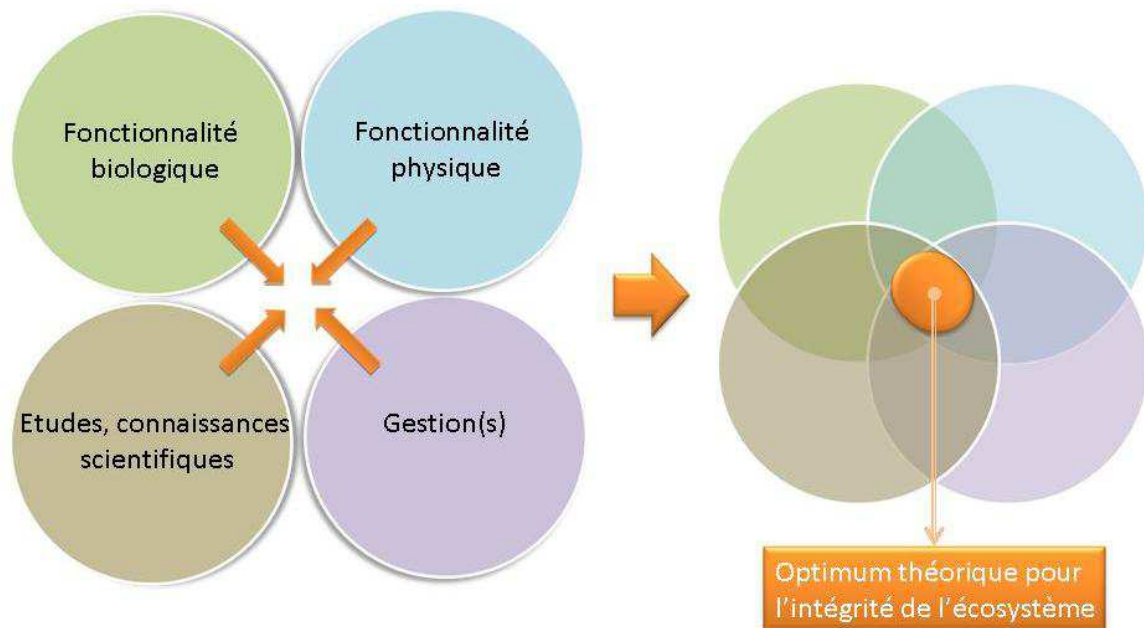 Fonctionnalité
biologique
Fonctionnalité
physique
Etudes, connaissances
scientifiques
Gestion(s)
Optimum théorique pour
l'intégrité de l'écosystème